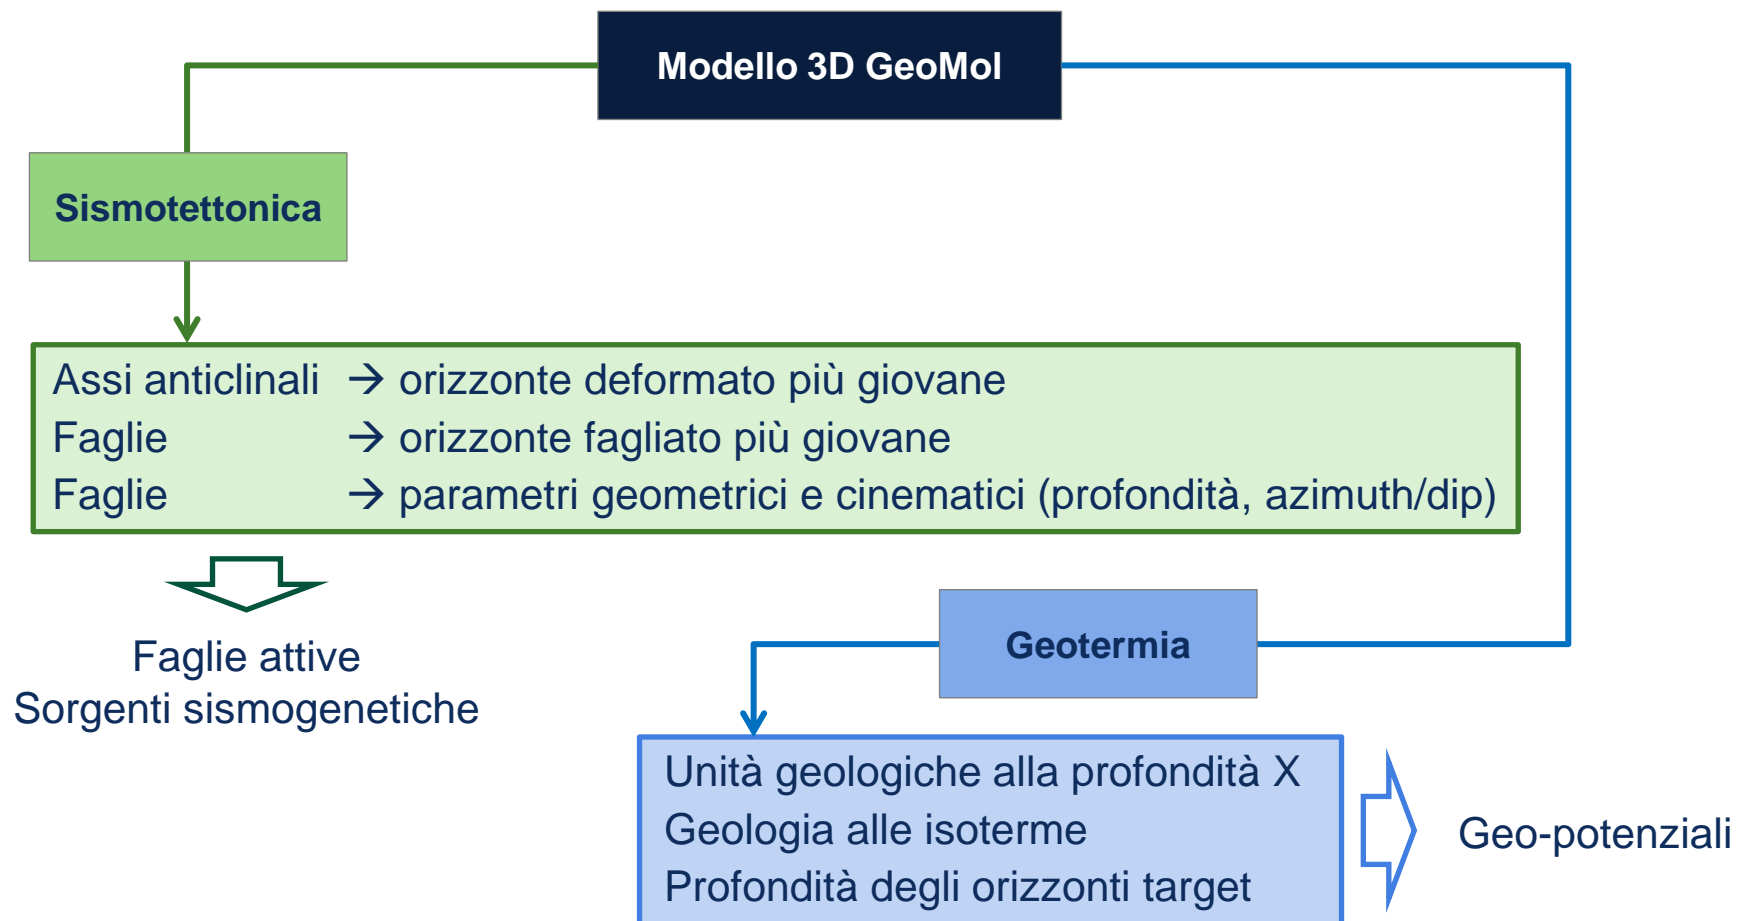 Modello 3D GeoMol
Sismotettonica
Assi anticlinali → orizzonte deformato più giovane
Faglie → orizzonte fagliato più giovane
Faglie → parametri geometrici e cinematici (profondità, azimuth/dip)
Faglie attive
Sorgenti sismogenetiche
Geotermia
Unità geologiche alla profondità X
Geologia alle isoterme
Profondità degli orizzonti target
Geo-potenziali